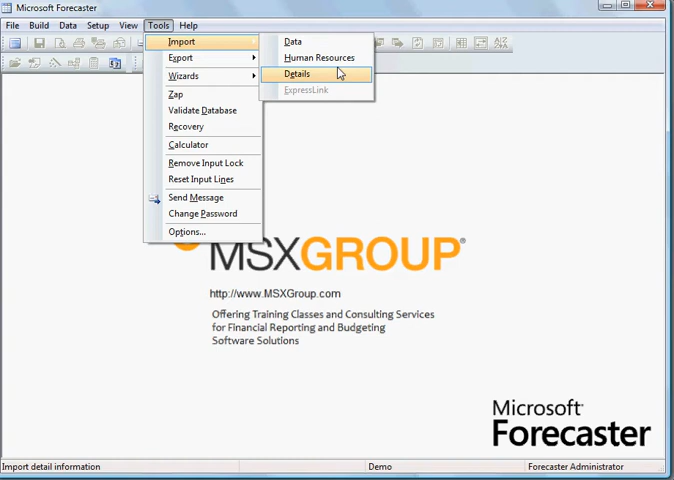 Microsoft Forecaster
File Build Data Setup View Tools Help
Import
Export
Wizards
Zap
Validate Database
Recovery
Calculator
Remove Input Lock
Reset Input Lines
Send Message
Change Password
Options...
Data
Human Resources
Details
ExpressLink
MSXGROUP®
http://www.MSXGroup.com
Offering Training Classes and Consulting Services
for Financial Reporting and Budgeting
Software Solutions
Microsoft®
Forecaster
Import detail information
Demo
Forecaster Administrator